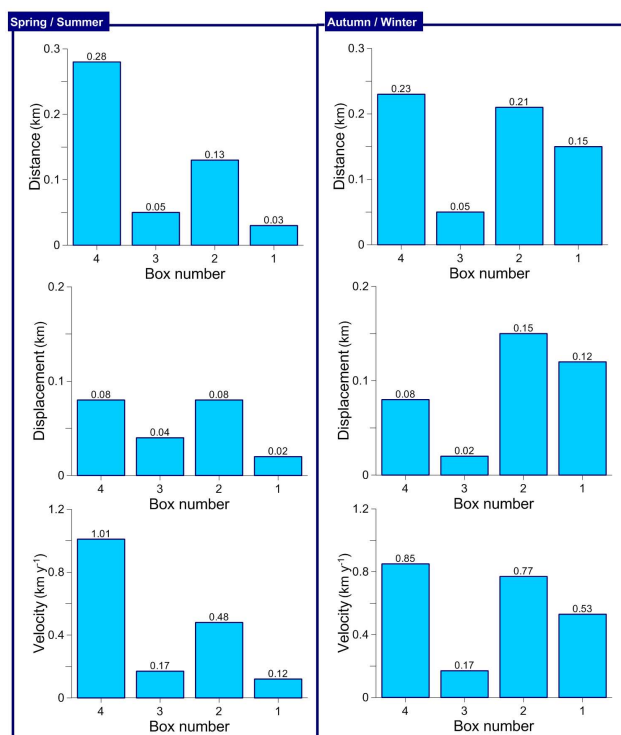 Spring / Summer
Autumn / Winter
Distance (km)
0.3
0.2
0.1
0
0.28
0.05
0.13
0.03
4 3 2 1
Box number
Distance (km)
0.3
0.2
0.1
0
0.23
0.05
0.21
0.15
4 3 2 1
Box number
Displacement (km)
0.2
0.1
0
0.08
0.04
0.08
0.02
4 3 2 1
Box number
Displacement (km)
0.2
0.1
0
0.08
0.02
0.15
0.12
4 3 2 1
Box number
Velocity (km y⁻¹)
1.2
0.8
0.4
0
1.01
0.17
0.48
0.12
4 3 2 1
Box number
Velocity (km y⁻¹)
1.2
0.8
0.4
0
0.85
0.17
0.77
0.53
4 3 2 1
Box number